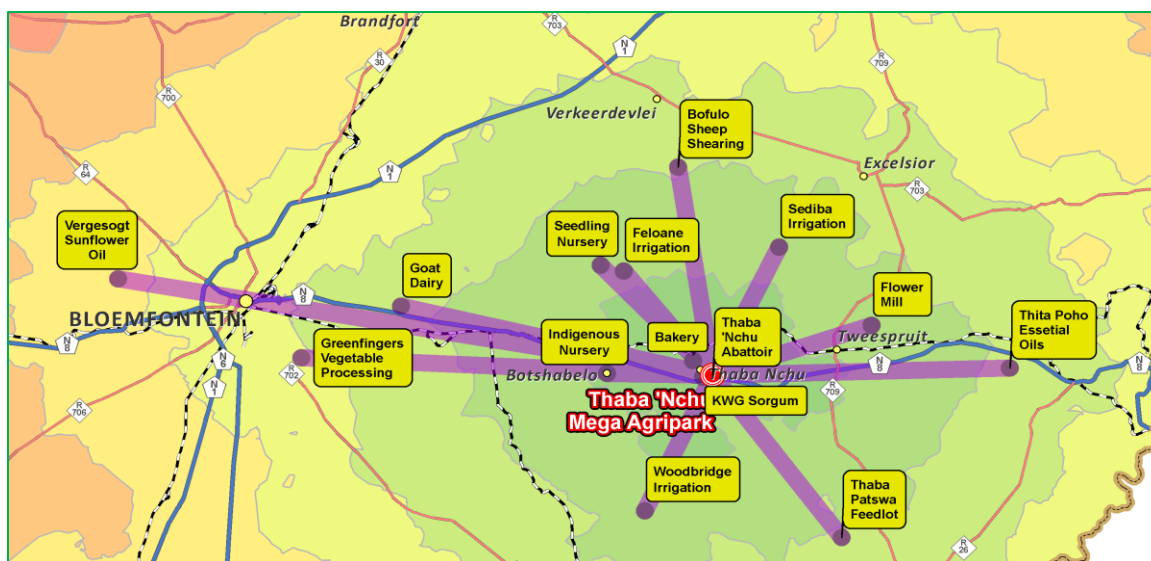 Brandfort
R
703
N
1
R
709
R
30
R
700
Verkeerdevlei
Bofulo
Sheep
Shearing
Excelsior
R
64
N
1
R
703
Vergesogt
Sunflower
Oil
Seedling
Nursery
Feloane
Irrigation
Sediba
Irrigation
Goat
Dairy
Flower
Mill
N
8
BLOEMFONTEIN
Thita Poho
Essetial
Oils
Thaba
'Nchu
Abattoir
Tweespruit
Greenfingers
Vegetable
Processing
Indigenous
Nursery
Bakery
N
8
N
6
N
8
N
8
R
702
Botshabelo
Thaba Nchu
N
8
N
1
R
706
Thaba 'Nchu
Mega Agripark
KWG Sorgum
R
709
Woodbridge
Irrigation
Thaba
Patswa
Feedlot
R
26